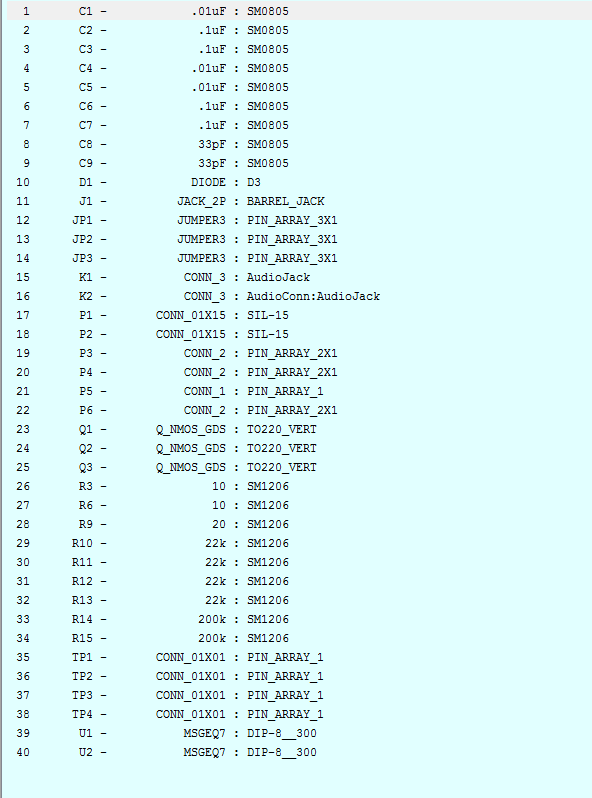 1 C1 - .01uF : SM0805
2 C2 - .1uF : SM0805
3 C3 - .1uF : SM0805
4 C4 - .01uF : SM0805
5 C5 - .01uF : SM0805
6 C6 - .1uF : SM0805
7 C7 - .1uF : SM0805
8 C8 - 33pF : SM0805
9 C9 - 33pF : SM0805
10 D1 - DIODE : D3
11 J1 - JACK_2P : BARREL_JACK
12 JP1 - JUMPER3 : PIN_ARRAY_3X1
13 JP2 - JUMPER3 : PIN_ARRAY_3X1
14 JP3 - JUMPER3 : PIN_ARRAY_3X1
15 K1 - CONN_3 : AudioJack
16 K2 - CONN_3 : AudioConn:AudioJack
17 P1 - CONN_01X15 : SIL-15
18 P2 - CONN_01X15 : SIL-15
19 P3 - CONN_2 : PIN_ARRAY_2X1
20 P4 - CONN_2 : PIN_ARRAY_2X1
21 P5 - CONN_1 : PIN_ARRAY_1
22 P6 - CONN_2 : PIN_ARRAY_2X1
23 Q1 - Q_NMOS_GDS : TO220_VERT
24 Q2 - Q_NMOS_GDS : TO220_VERT
25 Q3 - Q_NMOS_GDS : TO220_VERT
26 R3 - 10 : SM1206
27 R6 - 10 : SM1206
28 R9 - 20 : SM1206
29 R10 - 22k : SM1206
30 R11 - 22k : SM1206
31 R12 - 22k : SM1206
32 R13 - 22k : SM1206
33 R14 - 200k : SM1206
34 R15 - 200k : SM1206
35 TP1 - CONN_01X01 : PIN_ARRAY_1
36 TP2 - CONN_01X01 : PIN_ARRAY_1
37 TP3 - CONN_01X01 : PIN_ARRAY_1
38 TP4 - CONN_01X01 : PIN_ARRAY_1
39 U1 - MSGEQ7 : DIP-8__300
40 U2 - MSGEQ7 : DIP-8__300